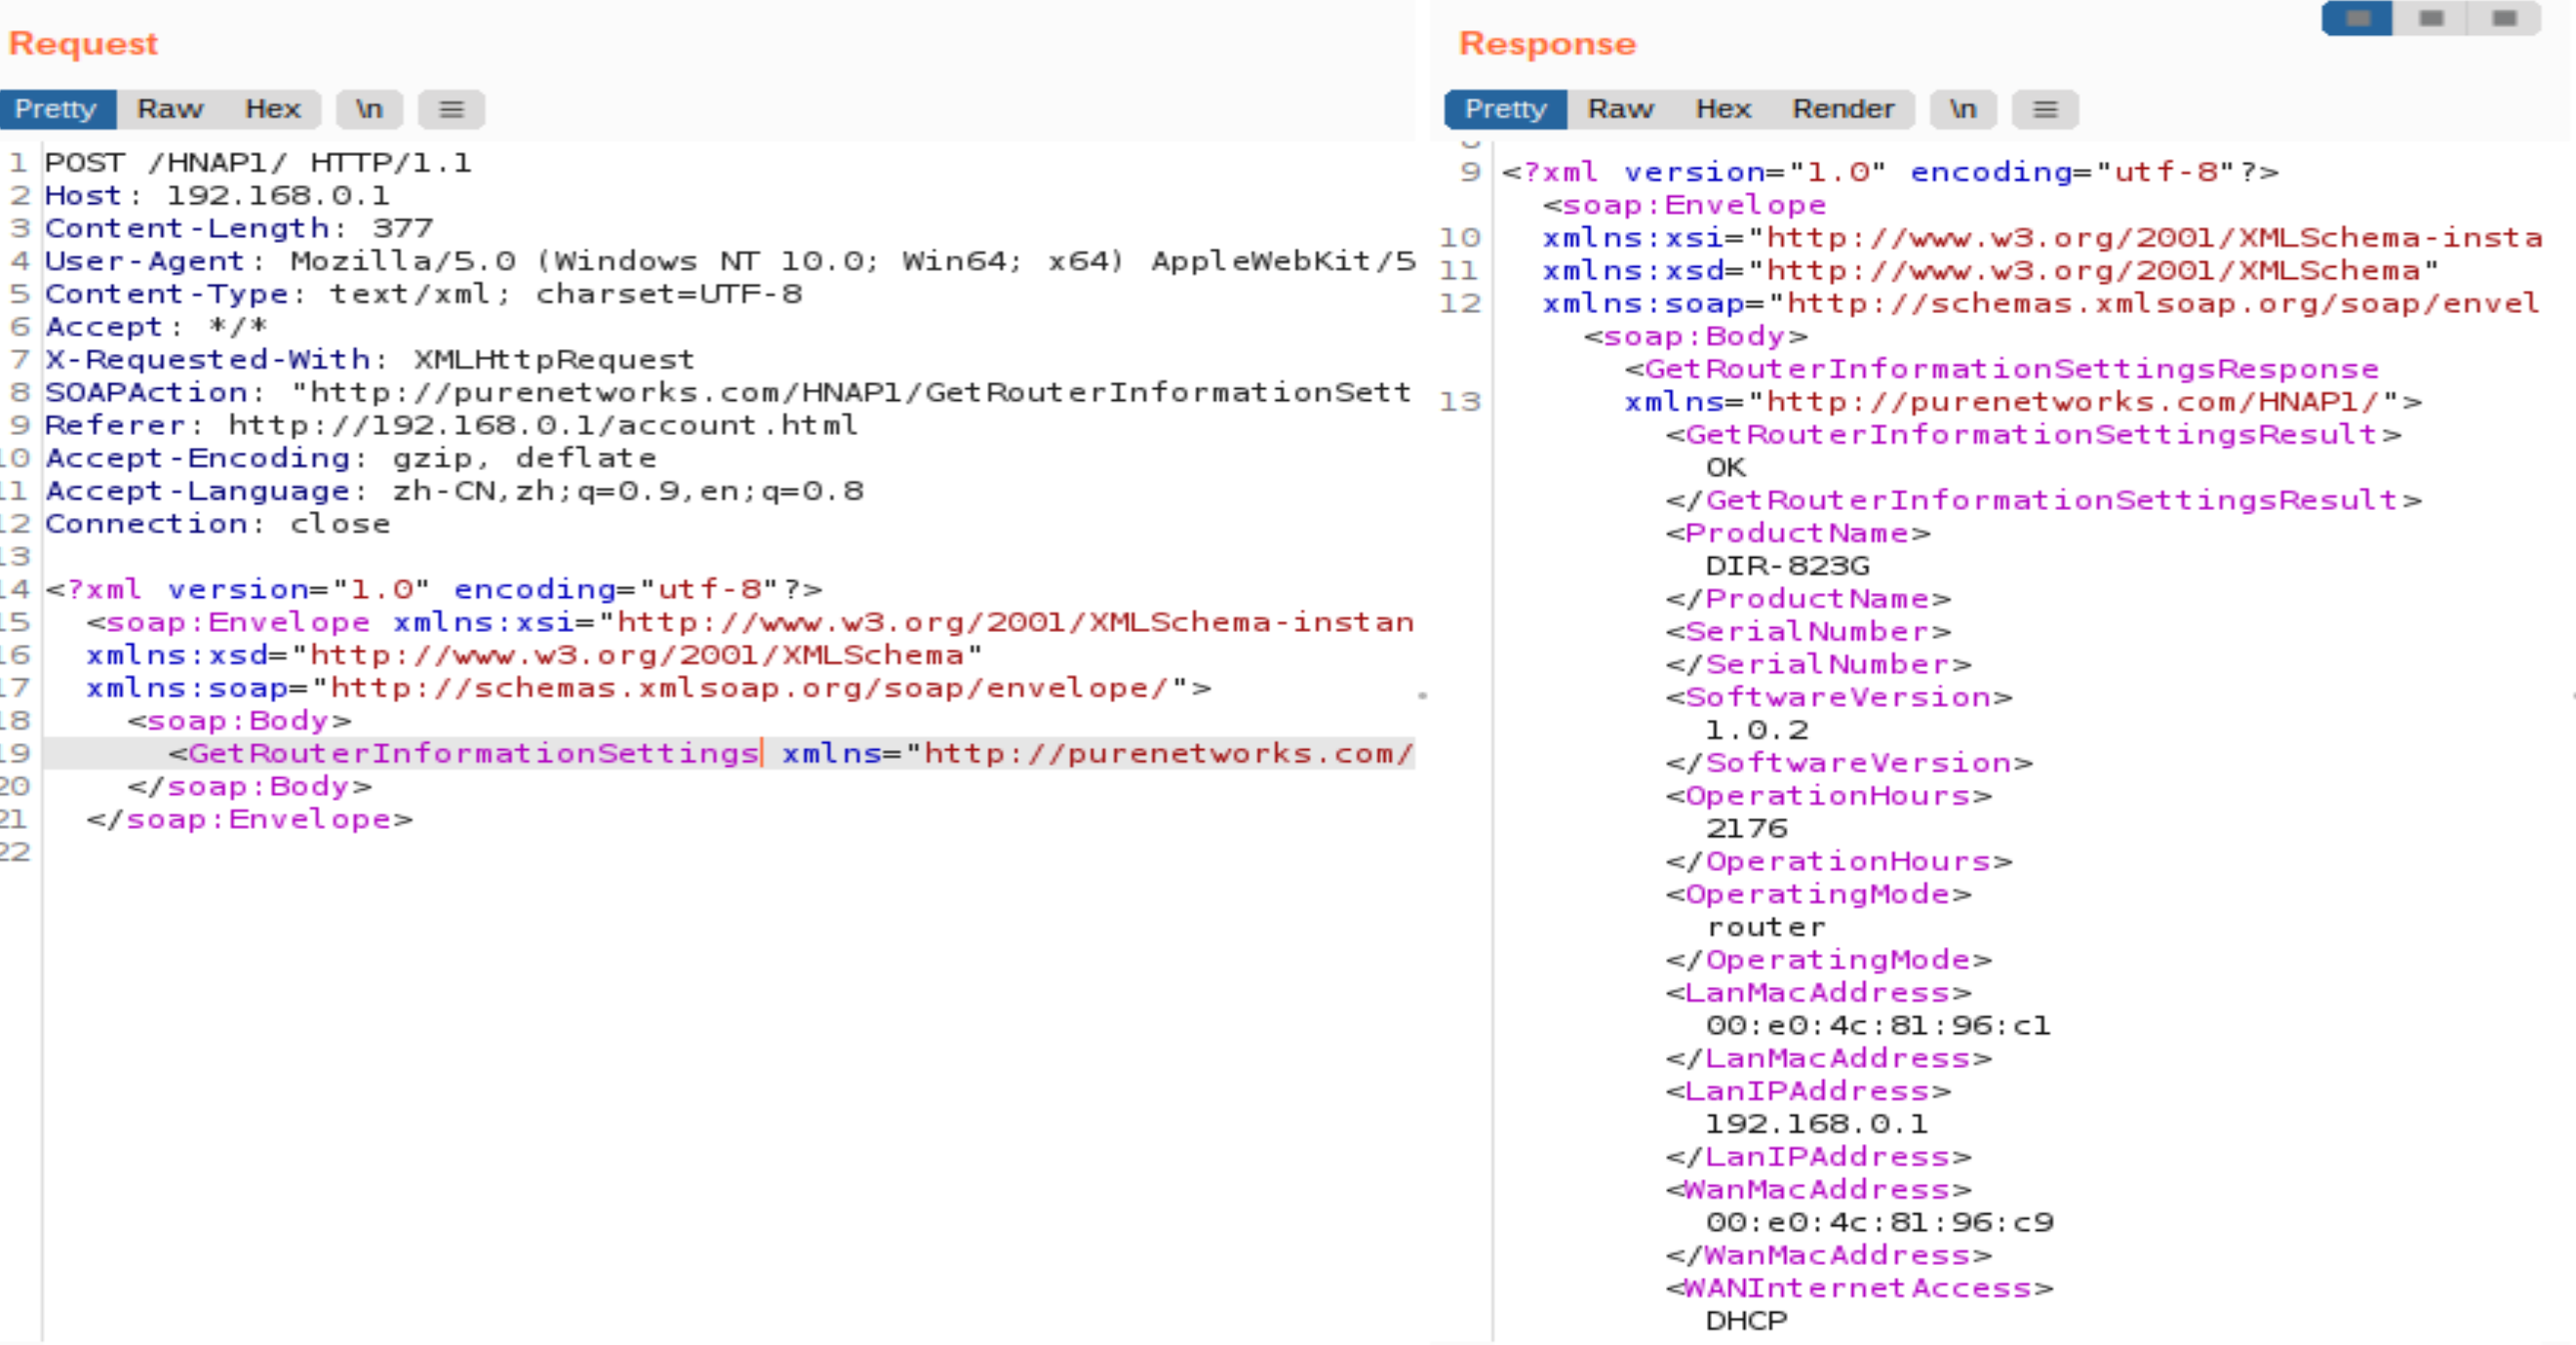 Request
Pretty Raw Hex \n
1 POST /HNAP1/ HTTP/1.1
2 Host: 192.168.0.1
3 Content-Length: 377
4 User-Agent: Mozilla/5.0 (Windows NT 10.0; Win64; x64) AppleWebKit/5
5 Content-Type: text/xml; charset=UTF-8
6 Accept: */*
7 X-Requested-With: XMLHttpRequest
8 SOAPAction: "http://purenetworks.com/HNAP1/GetRouterInformationSett
9 Referer: http://192.168.0.1/account.html
10 Accept-Encoding: gzip, deflate
11 Accept-Language: zh-CN,zh;q=0.9,en;q=0.8
12 Connection: close
13
14 <?xml version="1.0" encoding="utf-8"?>
15 <soap:Envelope xmlns:xsi="http://www.w3.org/2001/XMLSchema-instan
16 xmlns:xsd="http://www.w3.org/2001/XMLSchema"
17 xmlns:soap="http://schemas.xmlsoap.org/soap/envelope/">
18 <soap:Body>
19 <GetRouterInformationSettings xmlns="http://purenetworks.com/
20 </soap:Body>
21 </soap:Envelope>
22
Response
Pretty Raw Hex Render \n
9 <?xml version="1.0" encoding="utf-8"?>
<soap:Envelope
10 xmlns:xsi="http://www.w3.org/2001/XMLSchema-insta
11 xmlns:xsd="http://www.w3.org/2001/XMLSchema"
12 xmlns:soap="http://schemas.xmlsoap.org/soap/envel
<soap:Body>
<GetRouterInformationSettingsResponse
13 xmlns="http://purenetworks.com/HNAP1/">
<GetRouterInformationSettingsResult>
OK
</GetRouterInformationSettingsResult>
<ProductName>
DIR-823G
</ProductName>
<SerialNumber>
</SerialNumber>
<SoftwareVersion>
1.0.2
</SoftwareVersion>
<OperationHours>
2176
</OperationHours>
<OperatingMode>
router
</OperatingMode>
<LanMacAddress>
00:e0:4c:81:96:c1
</LanMacAddress>
<LanIPAddress>
192.168.0.1
</LanIPAddress>
<WanMacAddress>
00:e0:4c:81:96:c9
</WanMacAddress>
<WANInternetAccess>
DHCP